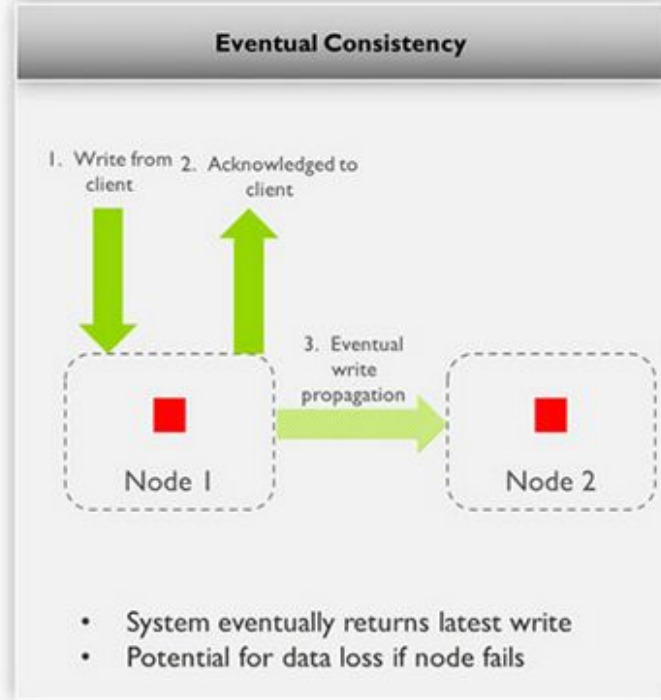 Eventual Consistency
1. Write from
client
2. Acknowledged to
client
3. Eventual
write
propagation
Node 1
Node 2
• System eventually returns latest write
• Potential for data loss if node fails